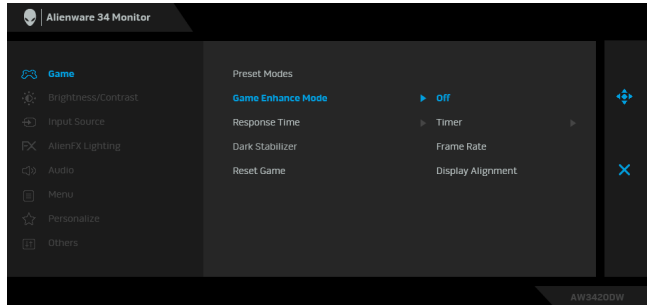 Alienware 34 Monitor
Game
Preset Modes
Brightness/Contrast
Game Enhance Mode
Off
Input Source
Response Time
Timer
FX AlienFX Lighting
Dark Stabilizer
Frame Rate
Audio
Reset Game
Display Alignment
Menu
Personalize
Others
AW3420DW